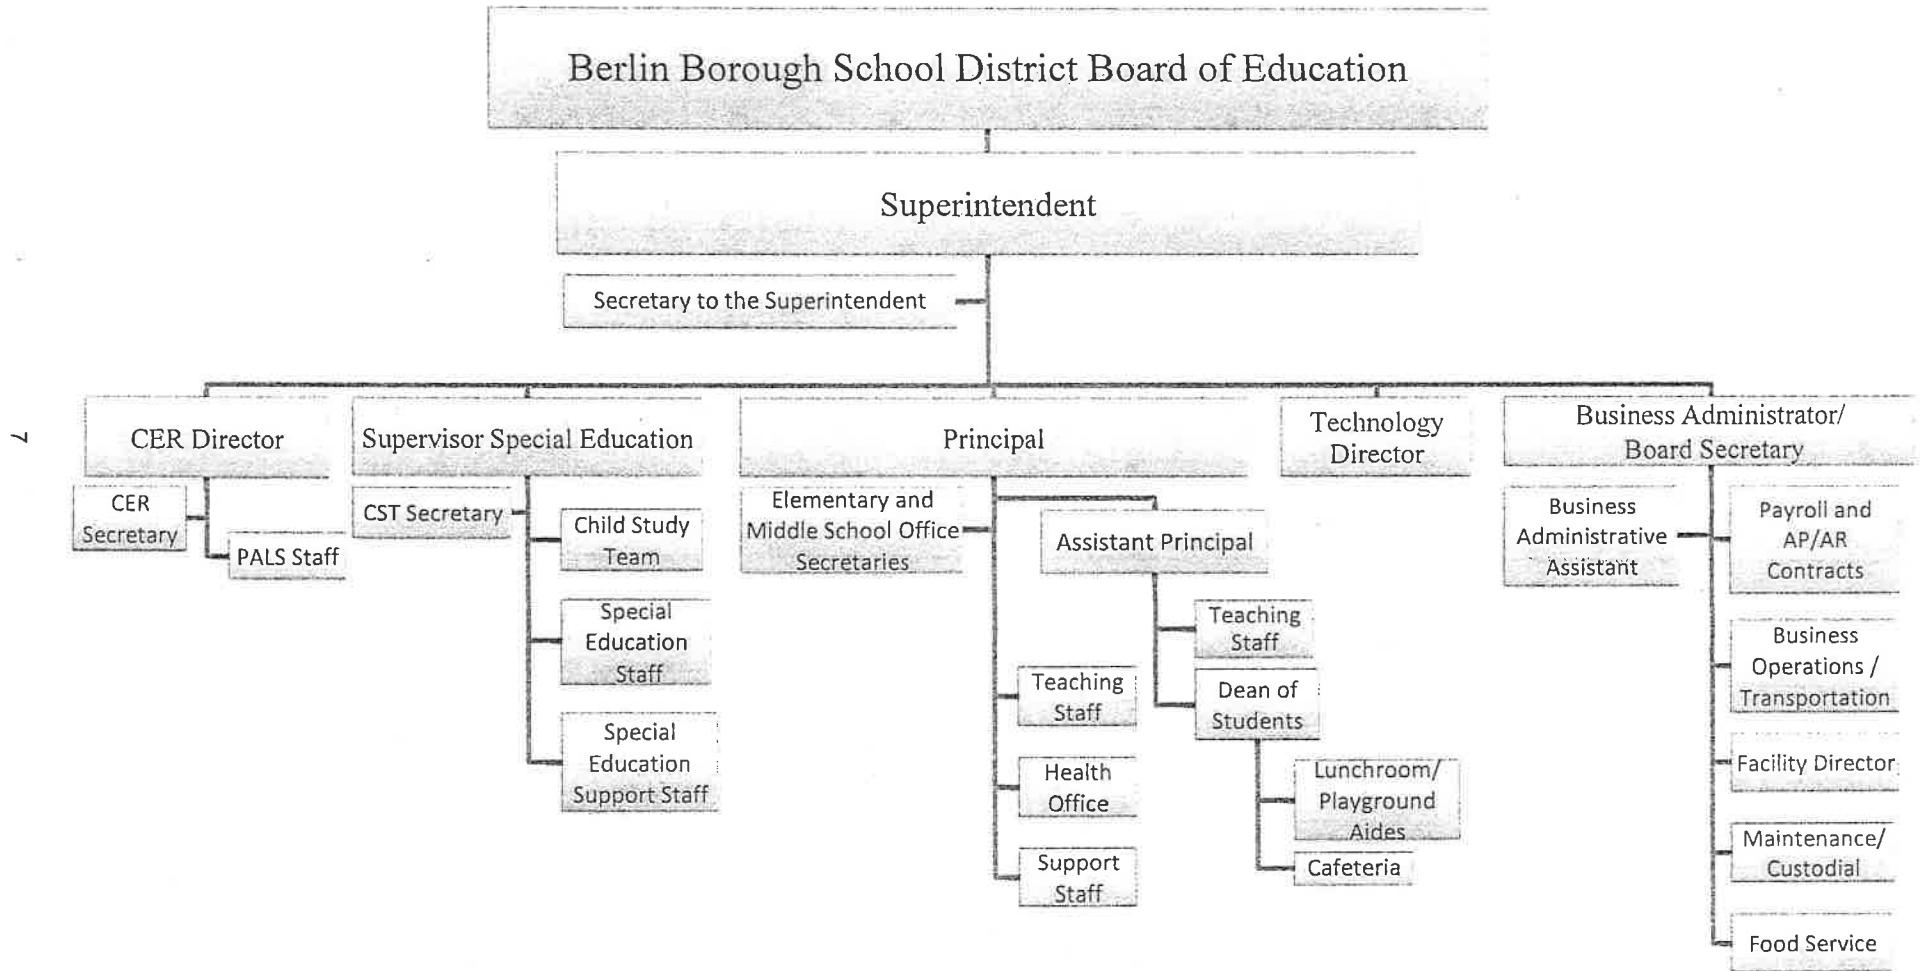 Berlin Borough School District Board of Education
Superintendent
Secretary to the Superintendent
CER Director
CER
Secretary
PALS Staff
Supervisor Special Education
CST Secretary
Child Study
Team
Special
Education
Staff
Special
Education
Support Staff
Principal
Elementary and
Middle School Office
Secretaries
Assistant Principal
Teaching
Staff
Dean of
Students
Lunchroom/
Playground
Aides
Cafeteria
Teaching
Staff
Health
Office
Support
Staff
Technology
Director
Business Administrator/
Board Secretary
Business
Administrative
Assistant
Payroll and
AP/AR
Contracts
Business
Operations /
Transportation
Facility Director
Maintenance/
Custodial
Food Service
7